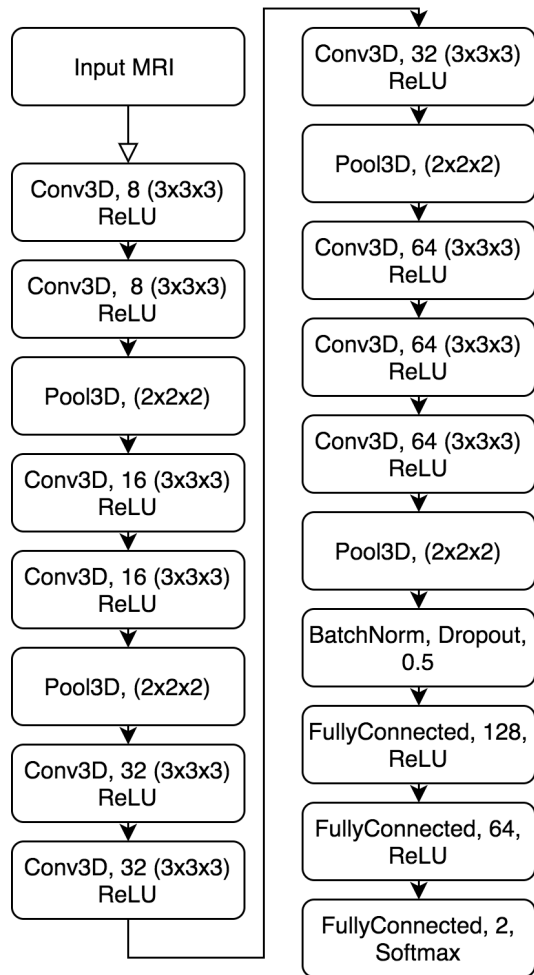 Input MRI
Conv3D, 8 (3x3x3)
ReLU
Conv3D, 8 (3x3x3)
ReLU
Pool3D, (2x2x2)
Conv3D, 16 (3x3x3)
ReLU
Conv3D, 16 (3x3x3)
ReLU
Pool3D, (2x2x2)
Conv3D, 32 (3x3x3)
ReLU
Conv3D, 32 (3x3x3)
ReLU
Conv3D, 32 (3x3x3)
ReLU
Pool3D, (2x2x2)
Conv3D, 64 (3x3x3)
ReLU
Conv3D, 64 (3x3x3)
ReLU
Conv3D, 64 (3x3x3)
ReLU
Pool3D, (2x2x2)
BatchNorm, Dropout,
0.5
FullyConnected, 128,
ReLU
FullyConnected, 64,
ReLU
FullyConnected, 2,
Softmax